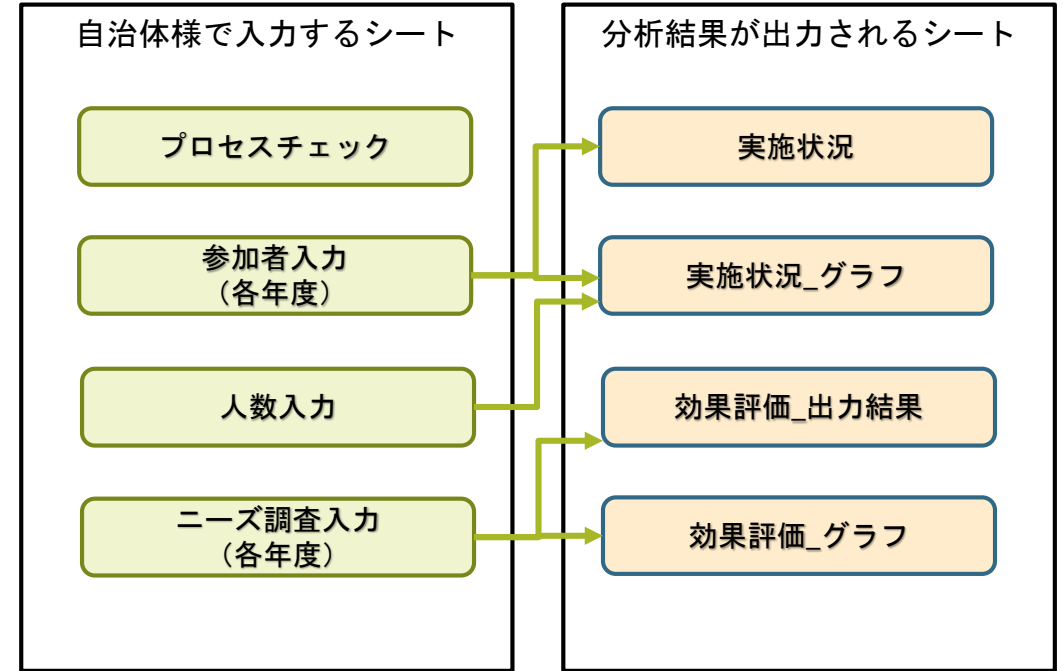 自治体様で入力するシート
プロセスチェック
参加者入力
（各年度）
人数入力
ニーズ調査入力
（各年度）
分析結果が出力されるシート
実施状況
実施状況_グラフ
効果評価_出力結果
効果評価_グラフ